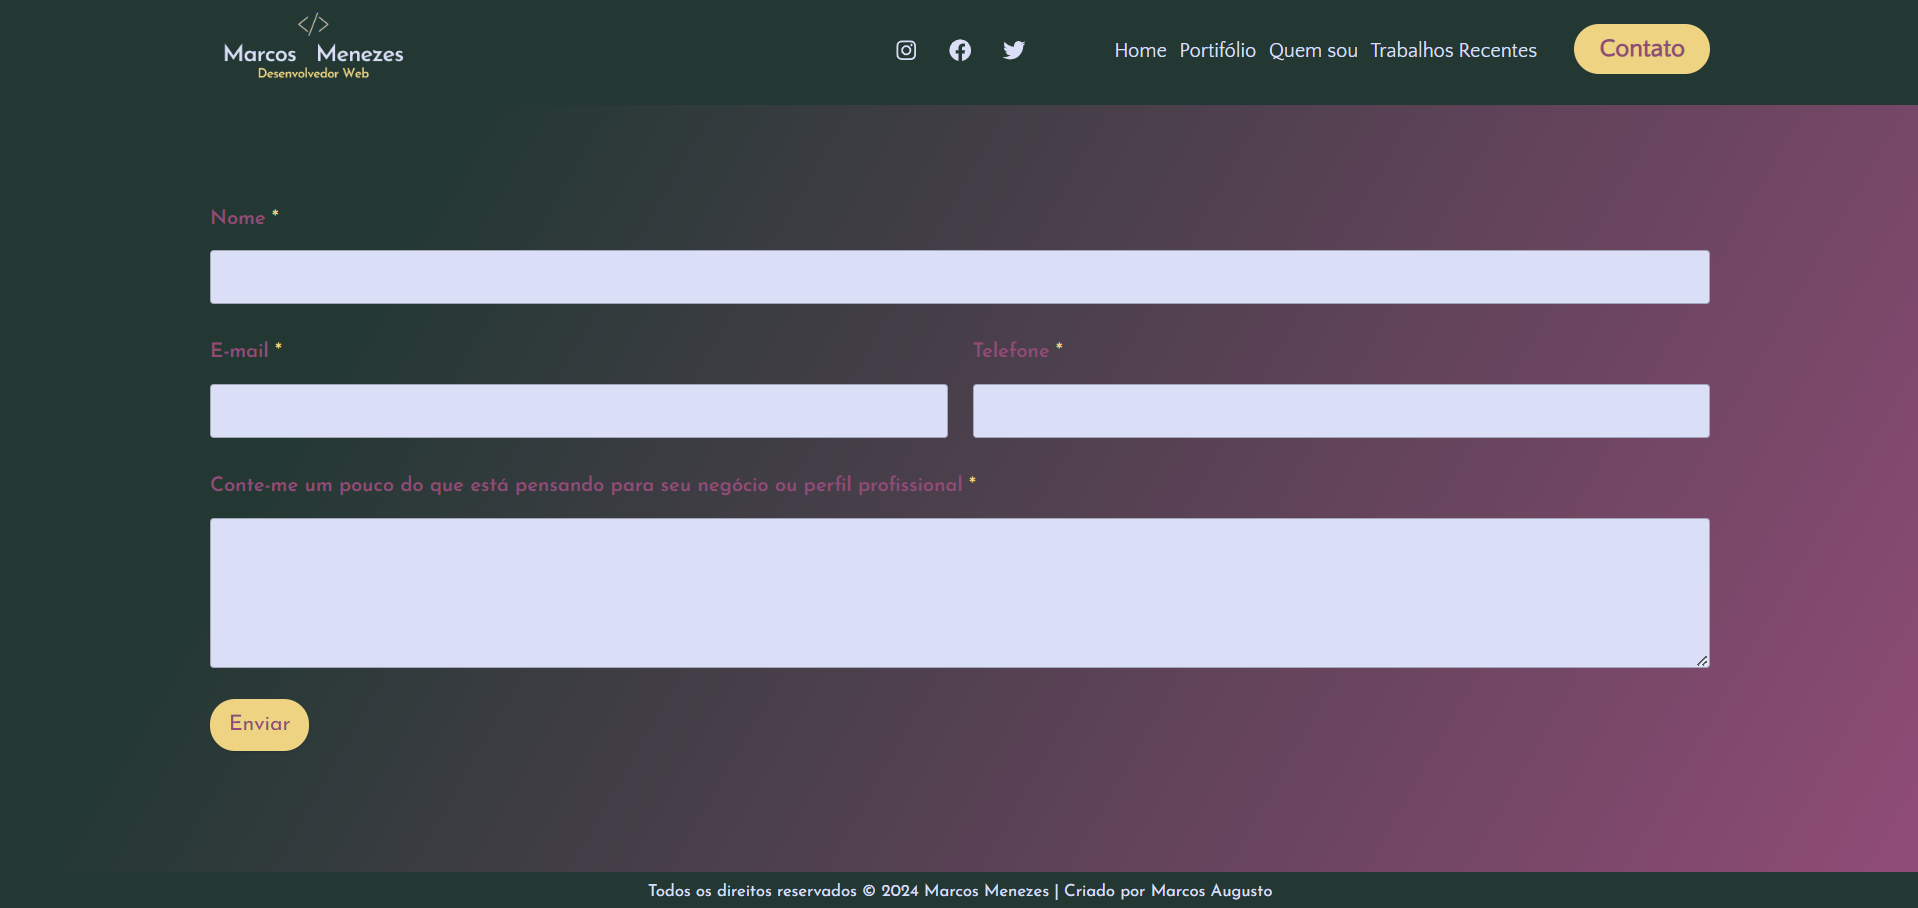 </>
Marcos Menezes
Desenvolvedor Web
Home Portifólio Quem sou Trabalhos Recentes Contato
Nome *
E-mail * Telefone *
Conte-me um pouco do que está pensando para seu negócio ou perfil profissional *
Enviar
Todos os direitos reservados © 2024 Marcos Menezes | Criado por Marcos Augusto